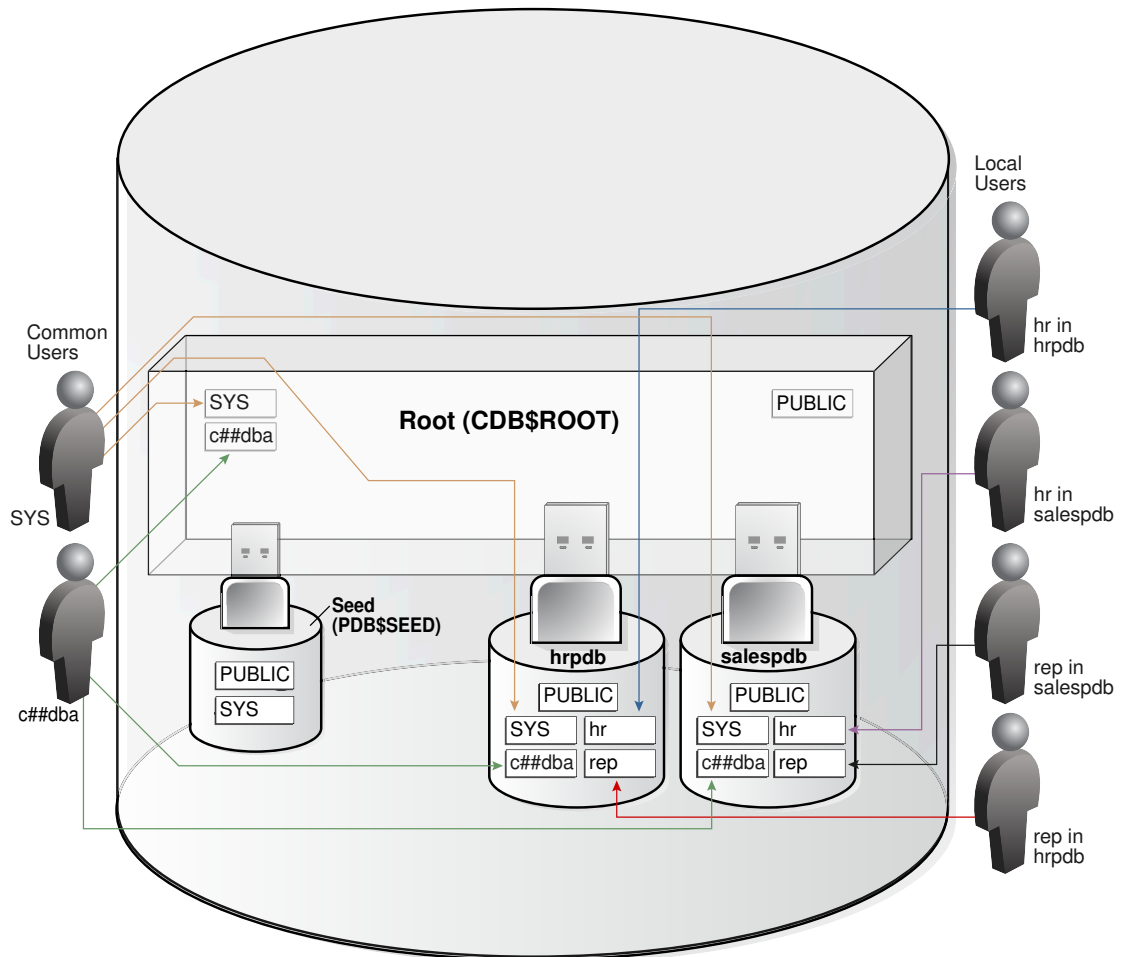 Local
Users
hr in
hrpdb
Common
Users
SYS
c##dba
Root (CDB$ROOT)
PUBLIC
SYS
hr in
salespdb
Seed
(PDB$SEED)
PUBLIC
SYS
hrpdb
PUBLIC
SYS
hr
c##dba
rep
salespdb
PUBLIC
SYS
hr
c##dba
rep
c##dba
rep in
salespdb
rep in
hrpdb